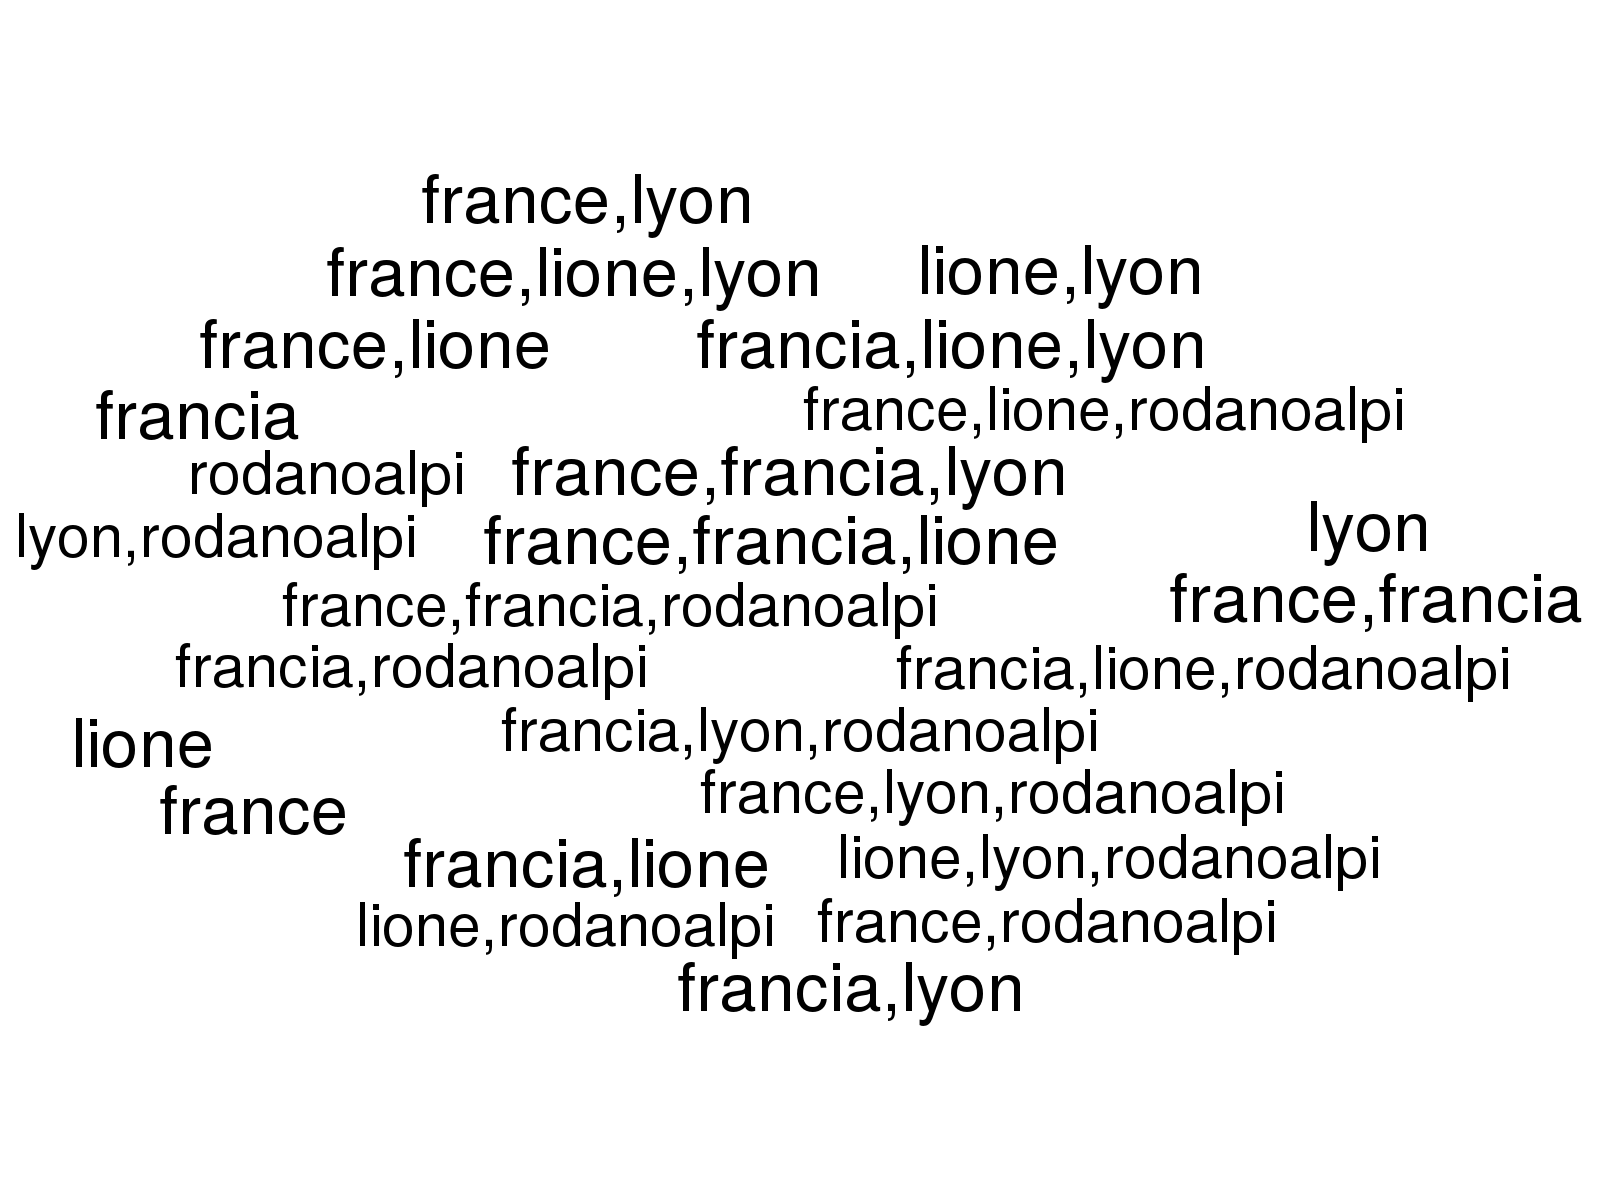 france,lyon
france,lione,lyon
lione,lyon
france,lione
francia,lione,lyon
francia
france,lione,rodanoalpi
rodanoalpi
france,francia,lyon
lyon,rodanoalpi
france,francia,lione
lyon
france,francia,rodanoalpi
france,francia
francia,rodanoalpi
francia,lione,rodanoalpi
lione
francia,lyon,rodanoalpi
france
france,lyon,rodanoalpi
francia,lione
lione,lyon,rodanoalpi
lione,rodanoalpi
france,rodanoalpi
francia,lyon